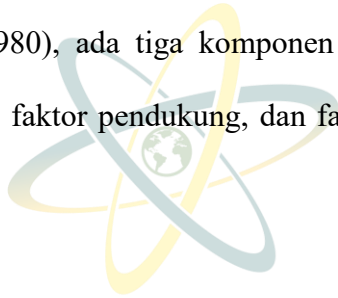 980), ada tiga komponen
faktor pendukung, dan fa